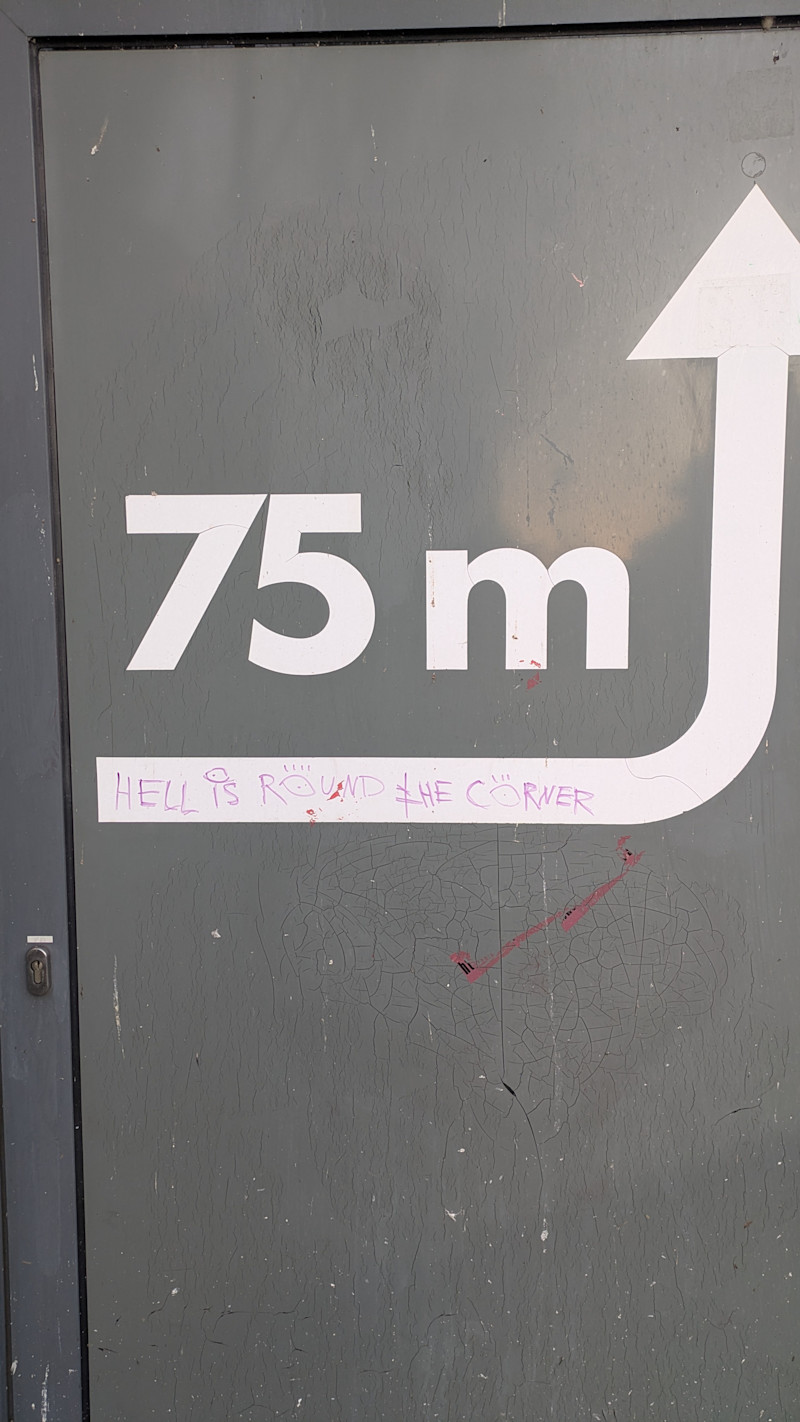 75 m
HELL iS ROUND THE CORNER